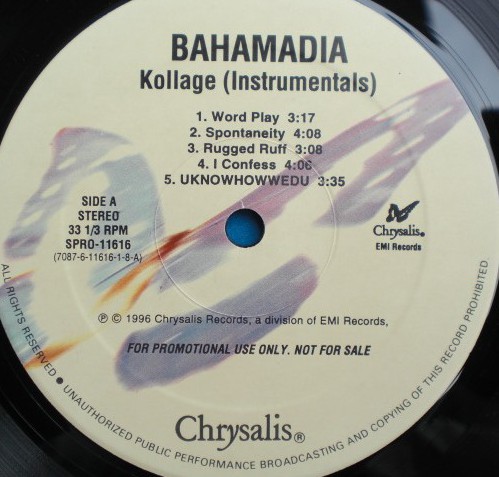 BAHAMADIA
Kollage (Instrumentals)
1. Word Play 3:17
2. Spontaneity 4:08
3. Rugged Ruff 3:08
4. I Confess 4:06
5. UKNOWHOWWEDU 3:35
SIDE A
STEREO
33 1/3 RPM
SPRO-11616
(7087-6-11616-1-8-A)
Chrysalis®
EMI Records
℗ © 1996 Chrysalis Records, a division of EMI Records,
FOR PROMOTIONAL USE ONLY. NOT FOR SALE
Chrysalis®
ALL RIGHTS RESERVED ● UNAUTHORIZED PUBLIC PERFORMANCE BROADCASTING AND COPYING OF THIS RECORD PROHIBITED